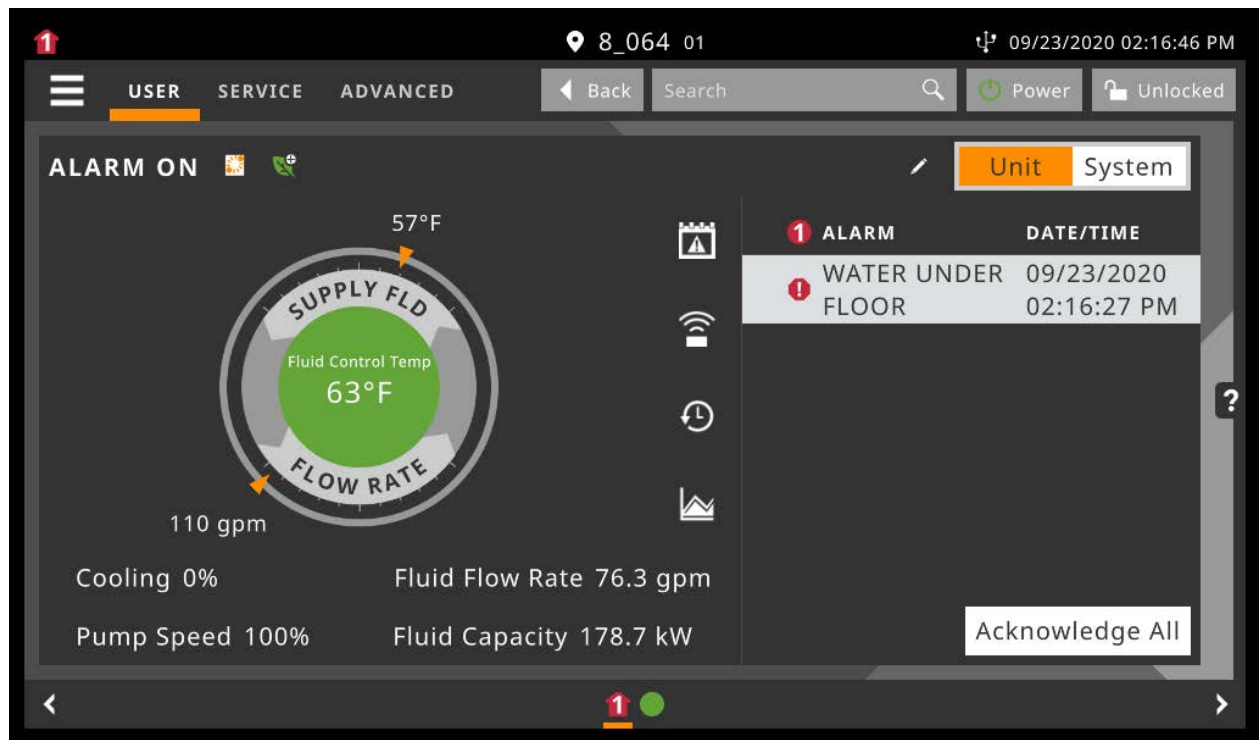 1
8_064 01
09/23/2020 02:16:46 PM
USER SERVICE ADVANCED
Back
Search
Power
Unlocked
ALARM ON
Unit System
57°F
SUPPLY FLD
Fluid Control Temp
63°F
FLOW RATE
110 gpm
Cooling 0%
Fluid Flow Rate 76.3 gpm
Pump Speed 100%
Fluid Capacity 178.7 kW
1 ALARM DATE/TIME
WATER UNDER 09/23/2020
FLOOR 02:16:27 PM
?
Acknowledge All
1